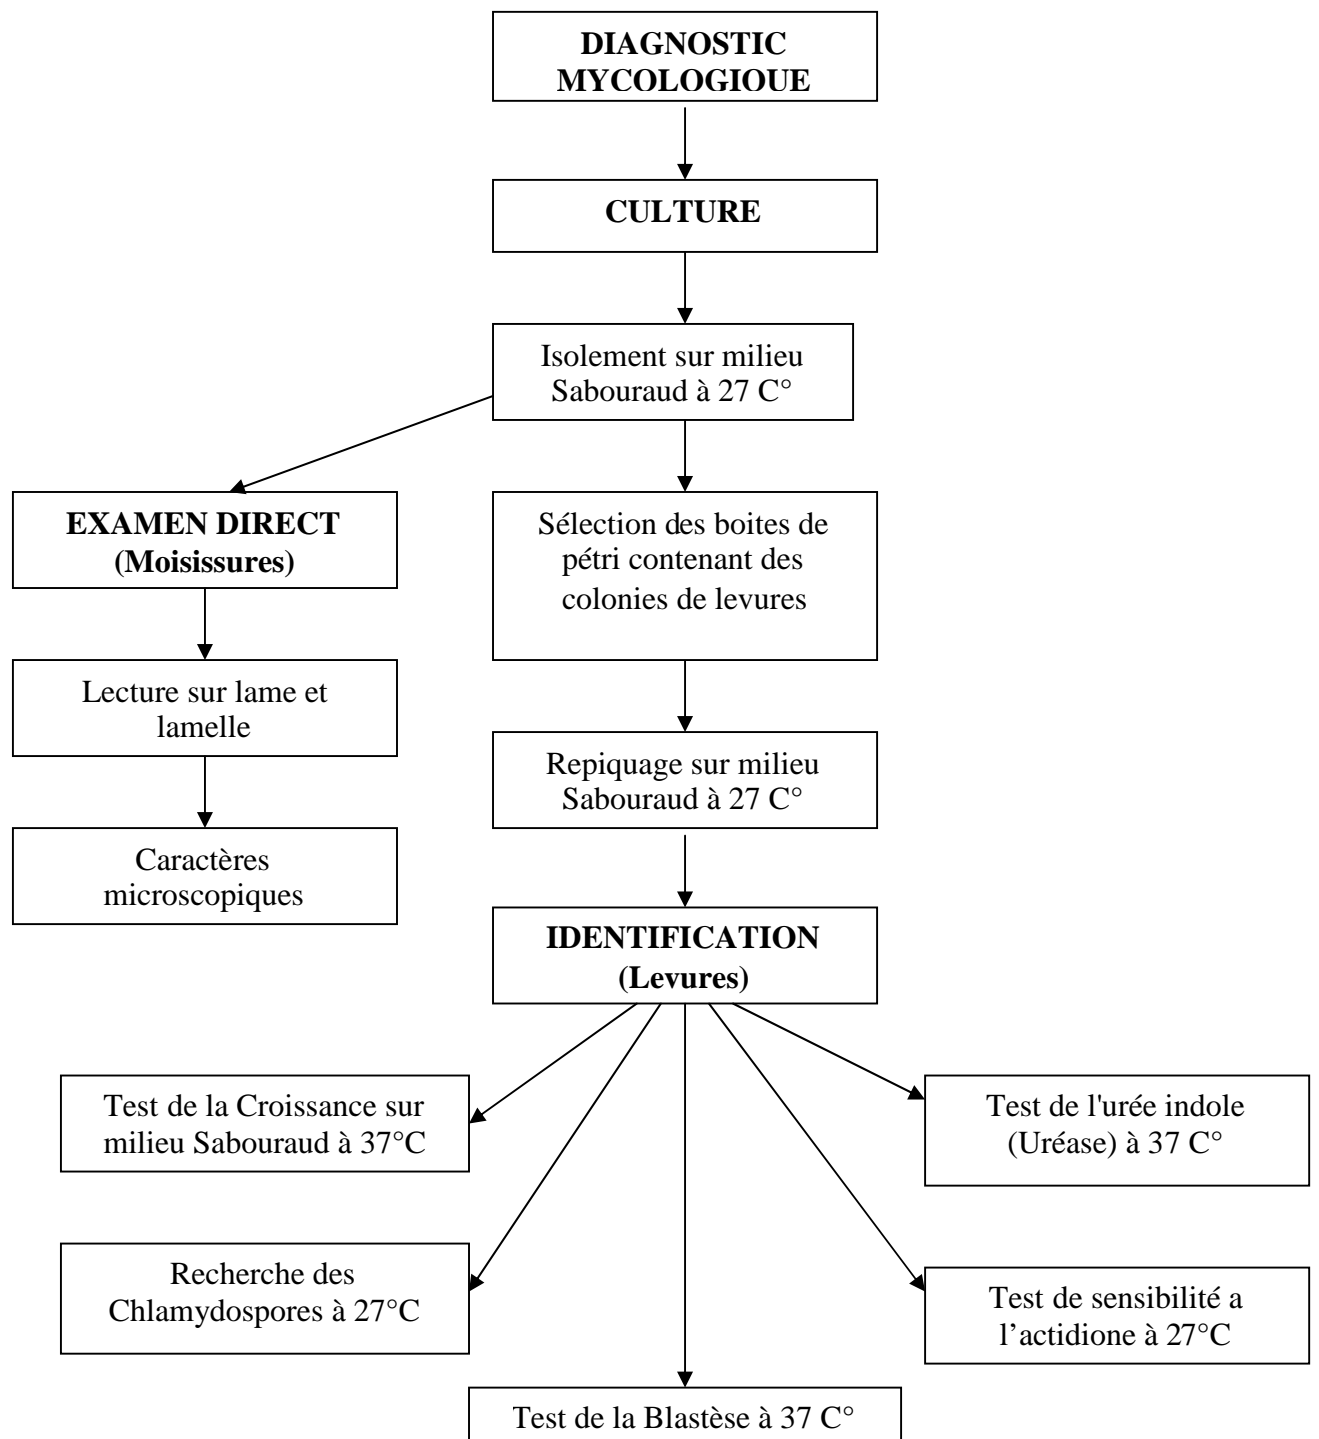 DIAGNOSTIC
MYCOLOGIOUE
CULTURE
Isolement sur milieu
Sabouraud à 27 C°
EXAMEN DIRECT
(Moisissures)
Sélection des boites de
pétri contenant des
colonies de levures
Lecture sur lame et
lamelle
Repiquage sur milieu
Sabouraud à 27 C°
Caractères
microscopiques
IDENTIFICATION
(Levures)
Test de la Croissance sur
milieu Sabouraud à 37°C
Test de l'urée indole
(Uréase) à 37 C°
Recherche des
Chlamydospores à 27°C
Test de sensibilité a
l’actidione à 27°C
Test de la Blastèse à 37 C°